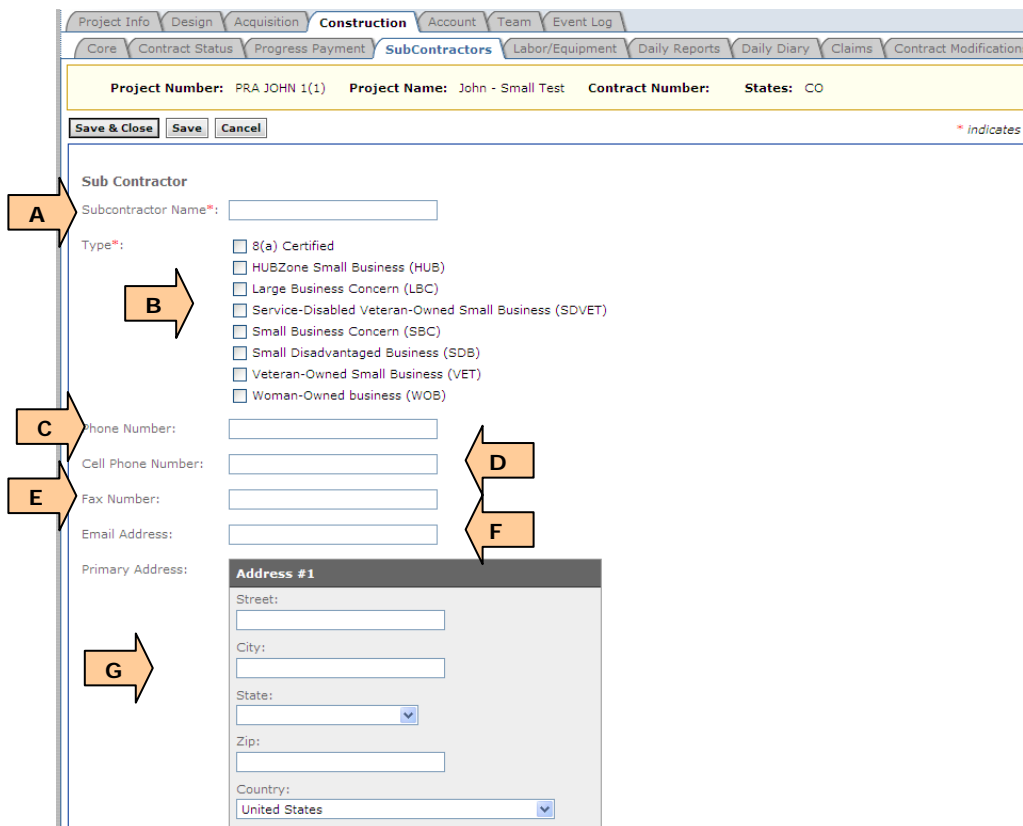 Project Info Design Acquisition Construction Account Team Event Log
Core Contract Status Progress Payment SubContractors Labor/Equipment Daily Reports Daily Diary Claims Contract Modification
Project Number: PRA JOHN 1(1) Project Name: John - Small Test Contract Number: States: CO
Save & Close Save Cancel * indicates
Sub Contractor
A Subcontractor Name*:
Type*: 8(a) Certified
HUBZone Small Business (HUB)
Large Business Concern (LBC)
B Service-Disabled Veteran-Owned Small Business (SDVET)
Small Business Concern (SBC)
Small Disadvantaged Business (SDB)
Veteran-Owned Small Business (VET)
Woman-Owned business (WOB)
C Phone Number:
Cell Phone Number: D
E Fax Number:
Email Address: F
Primary Address: Address #1
Street:
City:
G
State:
Zip:
Country:
United States